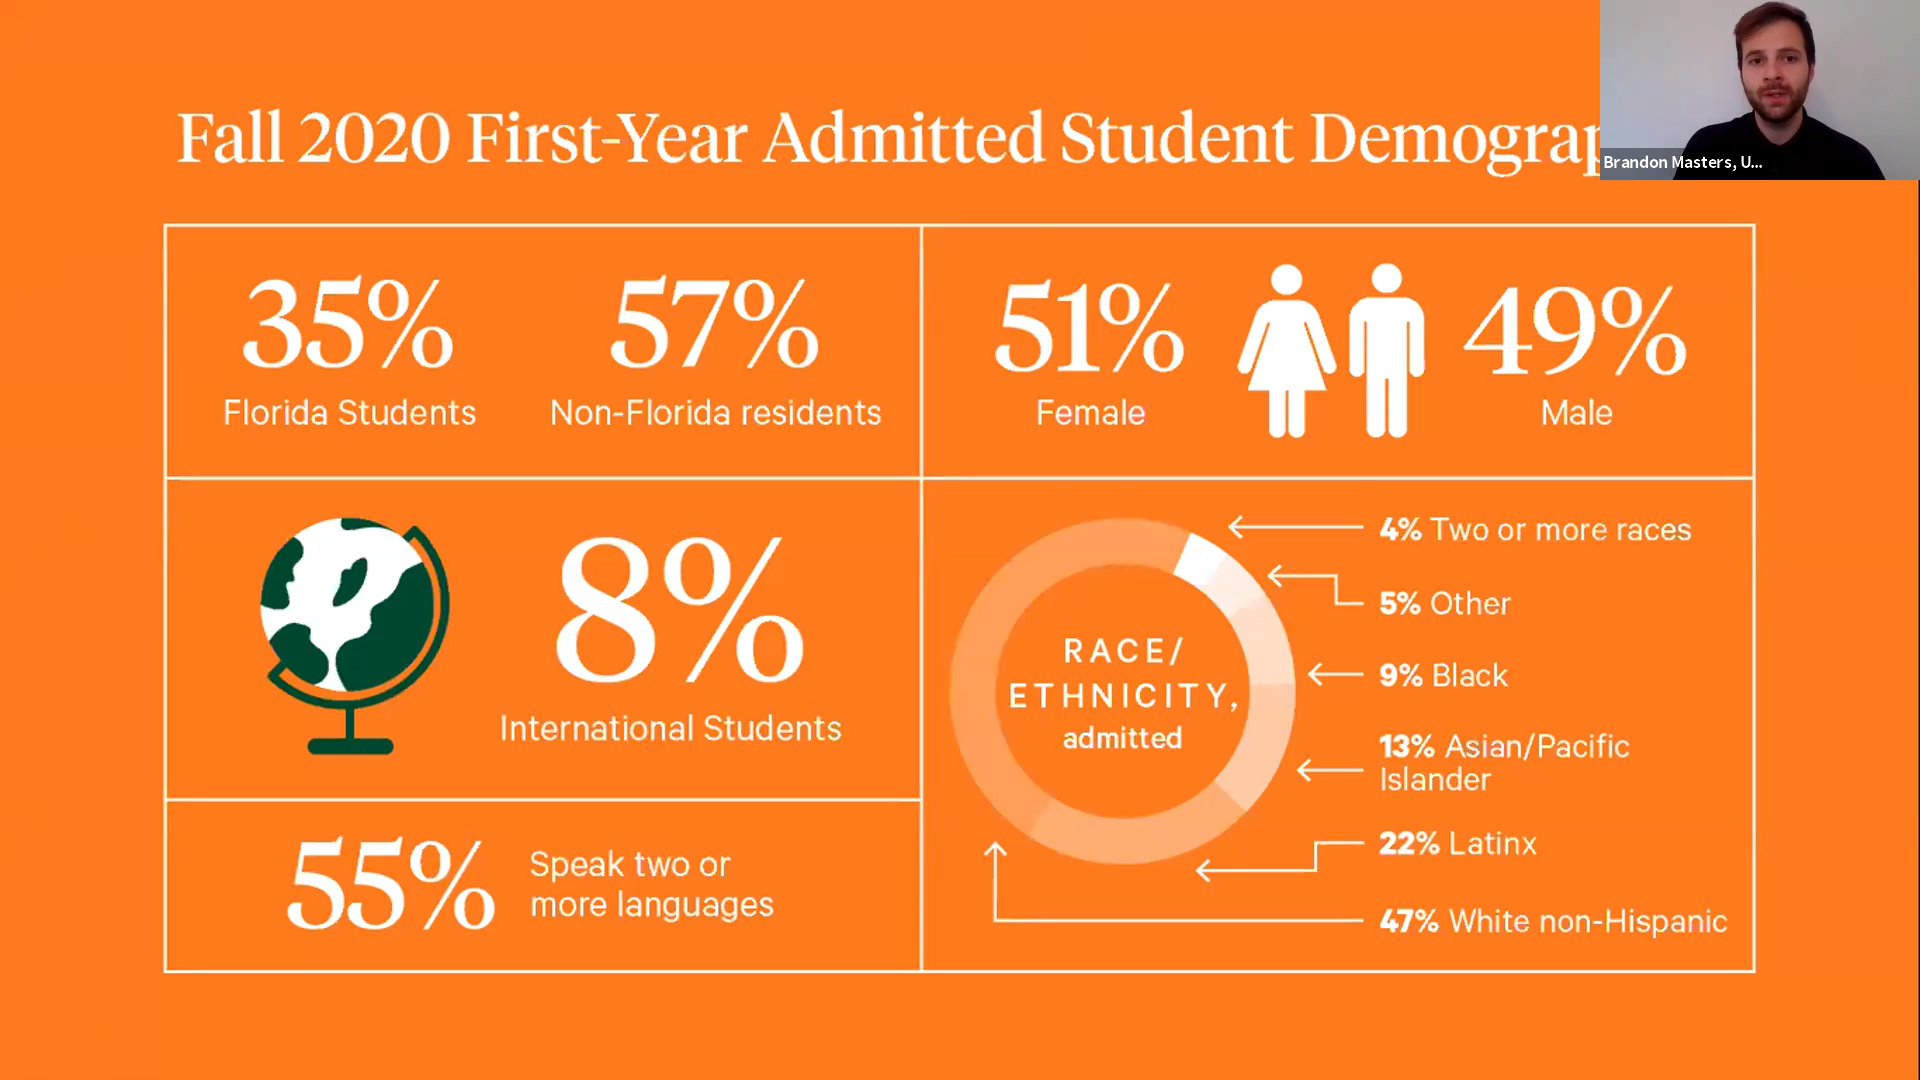 Fall 2020 First-Year Admitted Student Demograp
Brandon Masters, U...
35%
Florida Students
57%
Non-Florida residents
51%
Female
49%
Male
8%
International Students
55%
Speak two or
more languages
RACE/
ETHNICITY,
admitted
4% Two or more races
5% Other
9% Black
13% Asian/Pacific
Islander
22% Latinx
47% White non-Hispanic